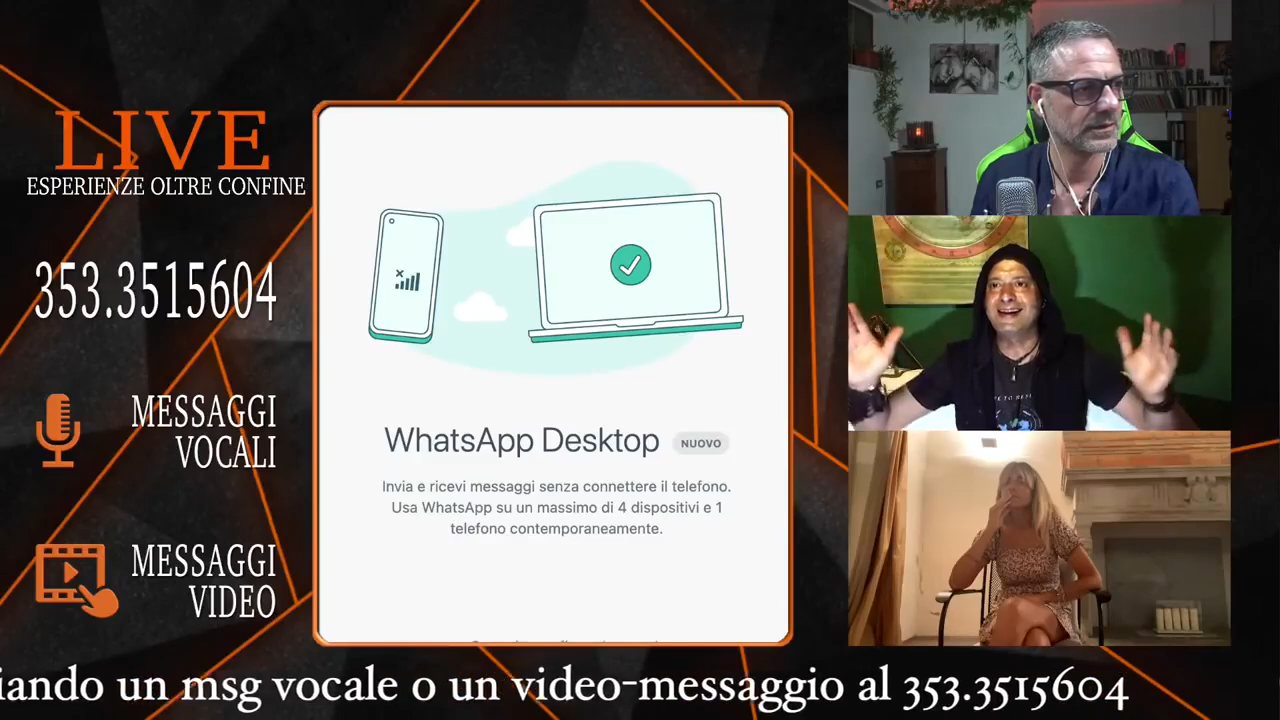 LIVE
ESPERIENZE OLTRE CONFINE
353.3515604
MESSAGGI
VOCALI
MESSAGGI
VIDEO
WhatsApp Desktop NUOVO
Invia e ricevi messaggi senza connettere il telefono.
Usa WhatsApp su un massimo di 4 dispositivi e 1
telefono contemporaneamente.
iando un msg vocale o un video-messaggio al 353.3515604